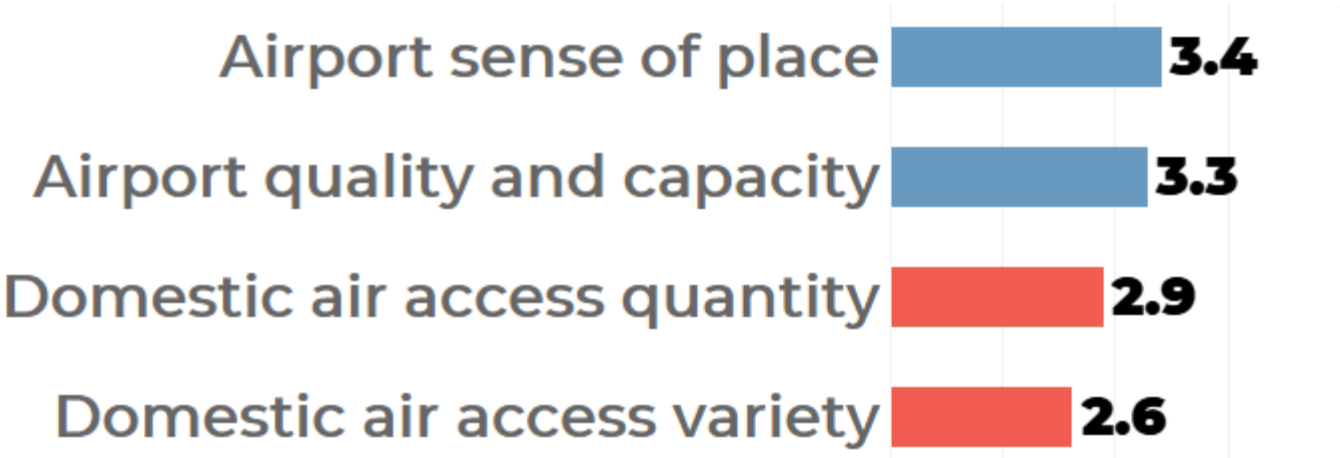 Airport sense of place 3.4
Airport quality and capacity 3.3
Domestic air access quantity 2.9
Domestic air access variety 2.6